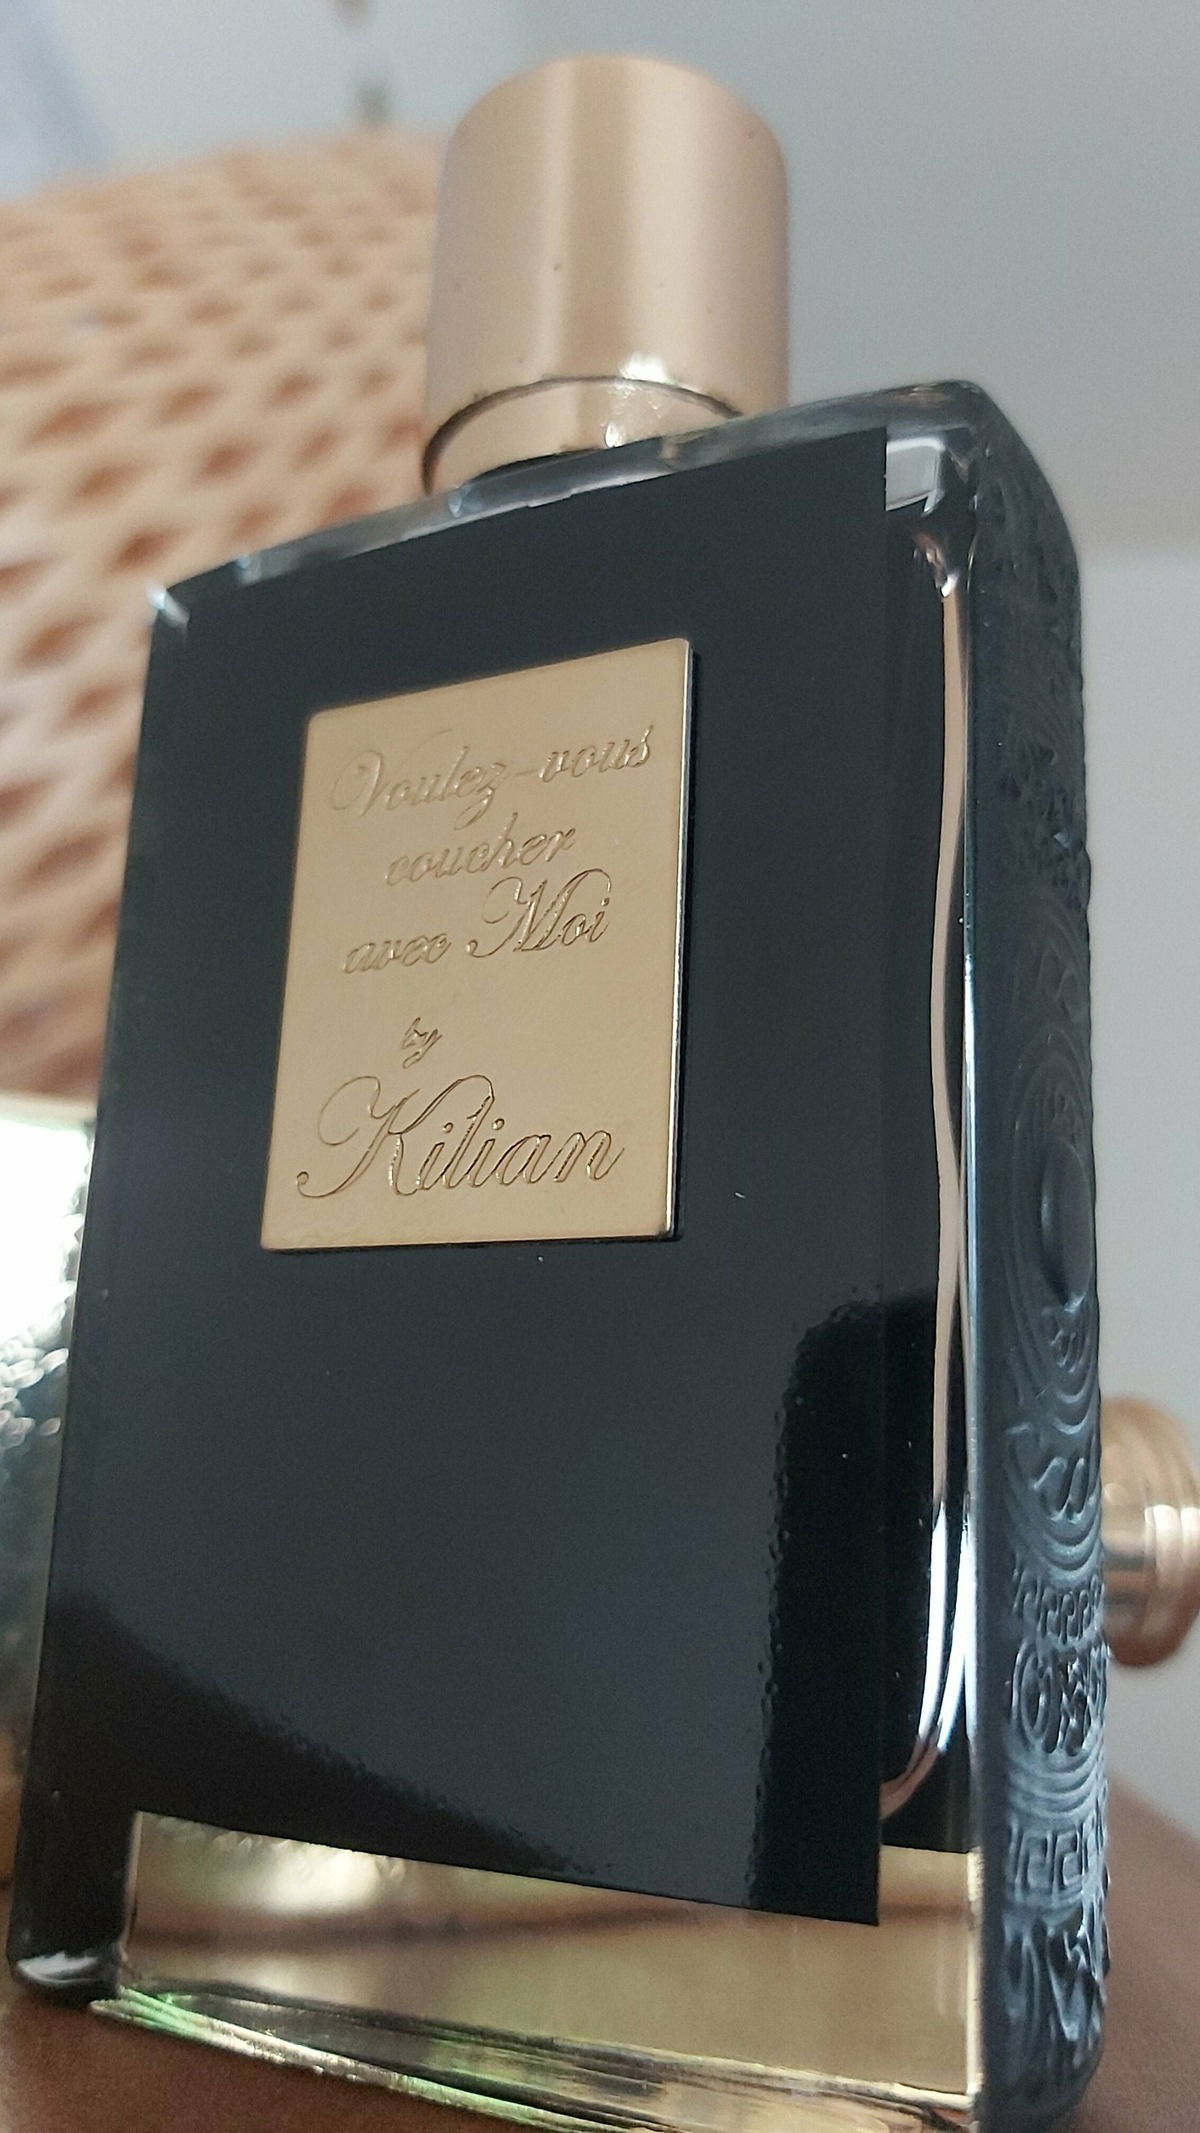 Voulez-vous
coucher
avec Moi
by
Kilian